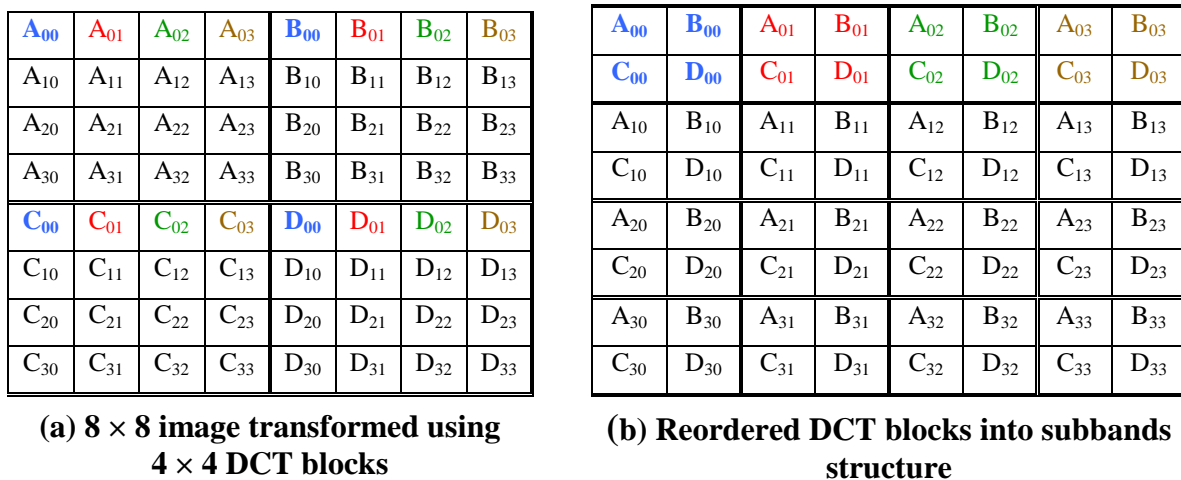 A₀₀ A₀₁ A₀₂ A₀₃ B₀₀ B₀₁ B₀₂ B₀₃
A₁₀ A₁₁ A₁₂ A₁₃ B₁₀ B₁₁ B₁₂ B₁₃
A₂₀ A₂₁ A₂₂ A₂₃ B₂₀ B₂₁ B₂₂ B₂₃
A₃₀ A₃₁ A₃₂ A₃₃ B₃₀ B₃₁ B₃₂ B₃₃
C₀₀ C₀₁ C₀₂ C₀₃ D₀₀ D₀₁ D₀₂ D₀₃
C₁₀ C₁₁ C₁₂ C₁₃ D₁₀ D₁₁ D₁₂ D₁₃
C₂₀ C₂₁ C₂₂ C₂₃ D₂₀ D₂₁ D₂₂ D₂₃
C₃₀ C₃₁ C₃₂ C₃₃ D₃₀ D₃₁ D₃₂ D₃₃
(a) 8 × 8 image transformed using
4 × 4 DCT blocks
A₀₀ B₀₀ A₀₁ B₀₁ A₀₂ B₀₂ A₀₃ B₀₃
C₀₀ D₀₀ C₀₁ D₀₁ C₀₂ D₀₂ C₀₃ D₀₃
A₁₀ B₁₀ A₁₁ B₁₁ A₁₂ B₁₂ A₁₃ B₁₃
C₁₀ D₁₀ C₁₁ D₁₁ C₁₂ D₁₂ C₁₃ D₁₃
A₂₀ B₂₀ A₂₁ B₂₁ A₂₂ B₂₂ A₂₃ B₂₃
C₂₀ D₂₀ C₂₁ D₂₁ C₂₂ D₂₂ C₂₃ D₂₃
A₃₀ B₃₀ A₃₁ B₃₁ A₃₂ B₃₂ A₃₃ B₃₃
C₃₀ D₃₀ C₃₁ D₃₁ C₃₂ D₃₂ C₃₃ D₃₃
(b) Reordered DCT blocks into subbands
structure